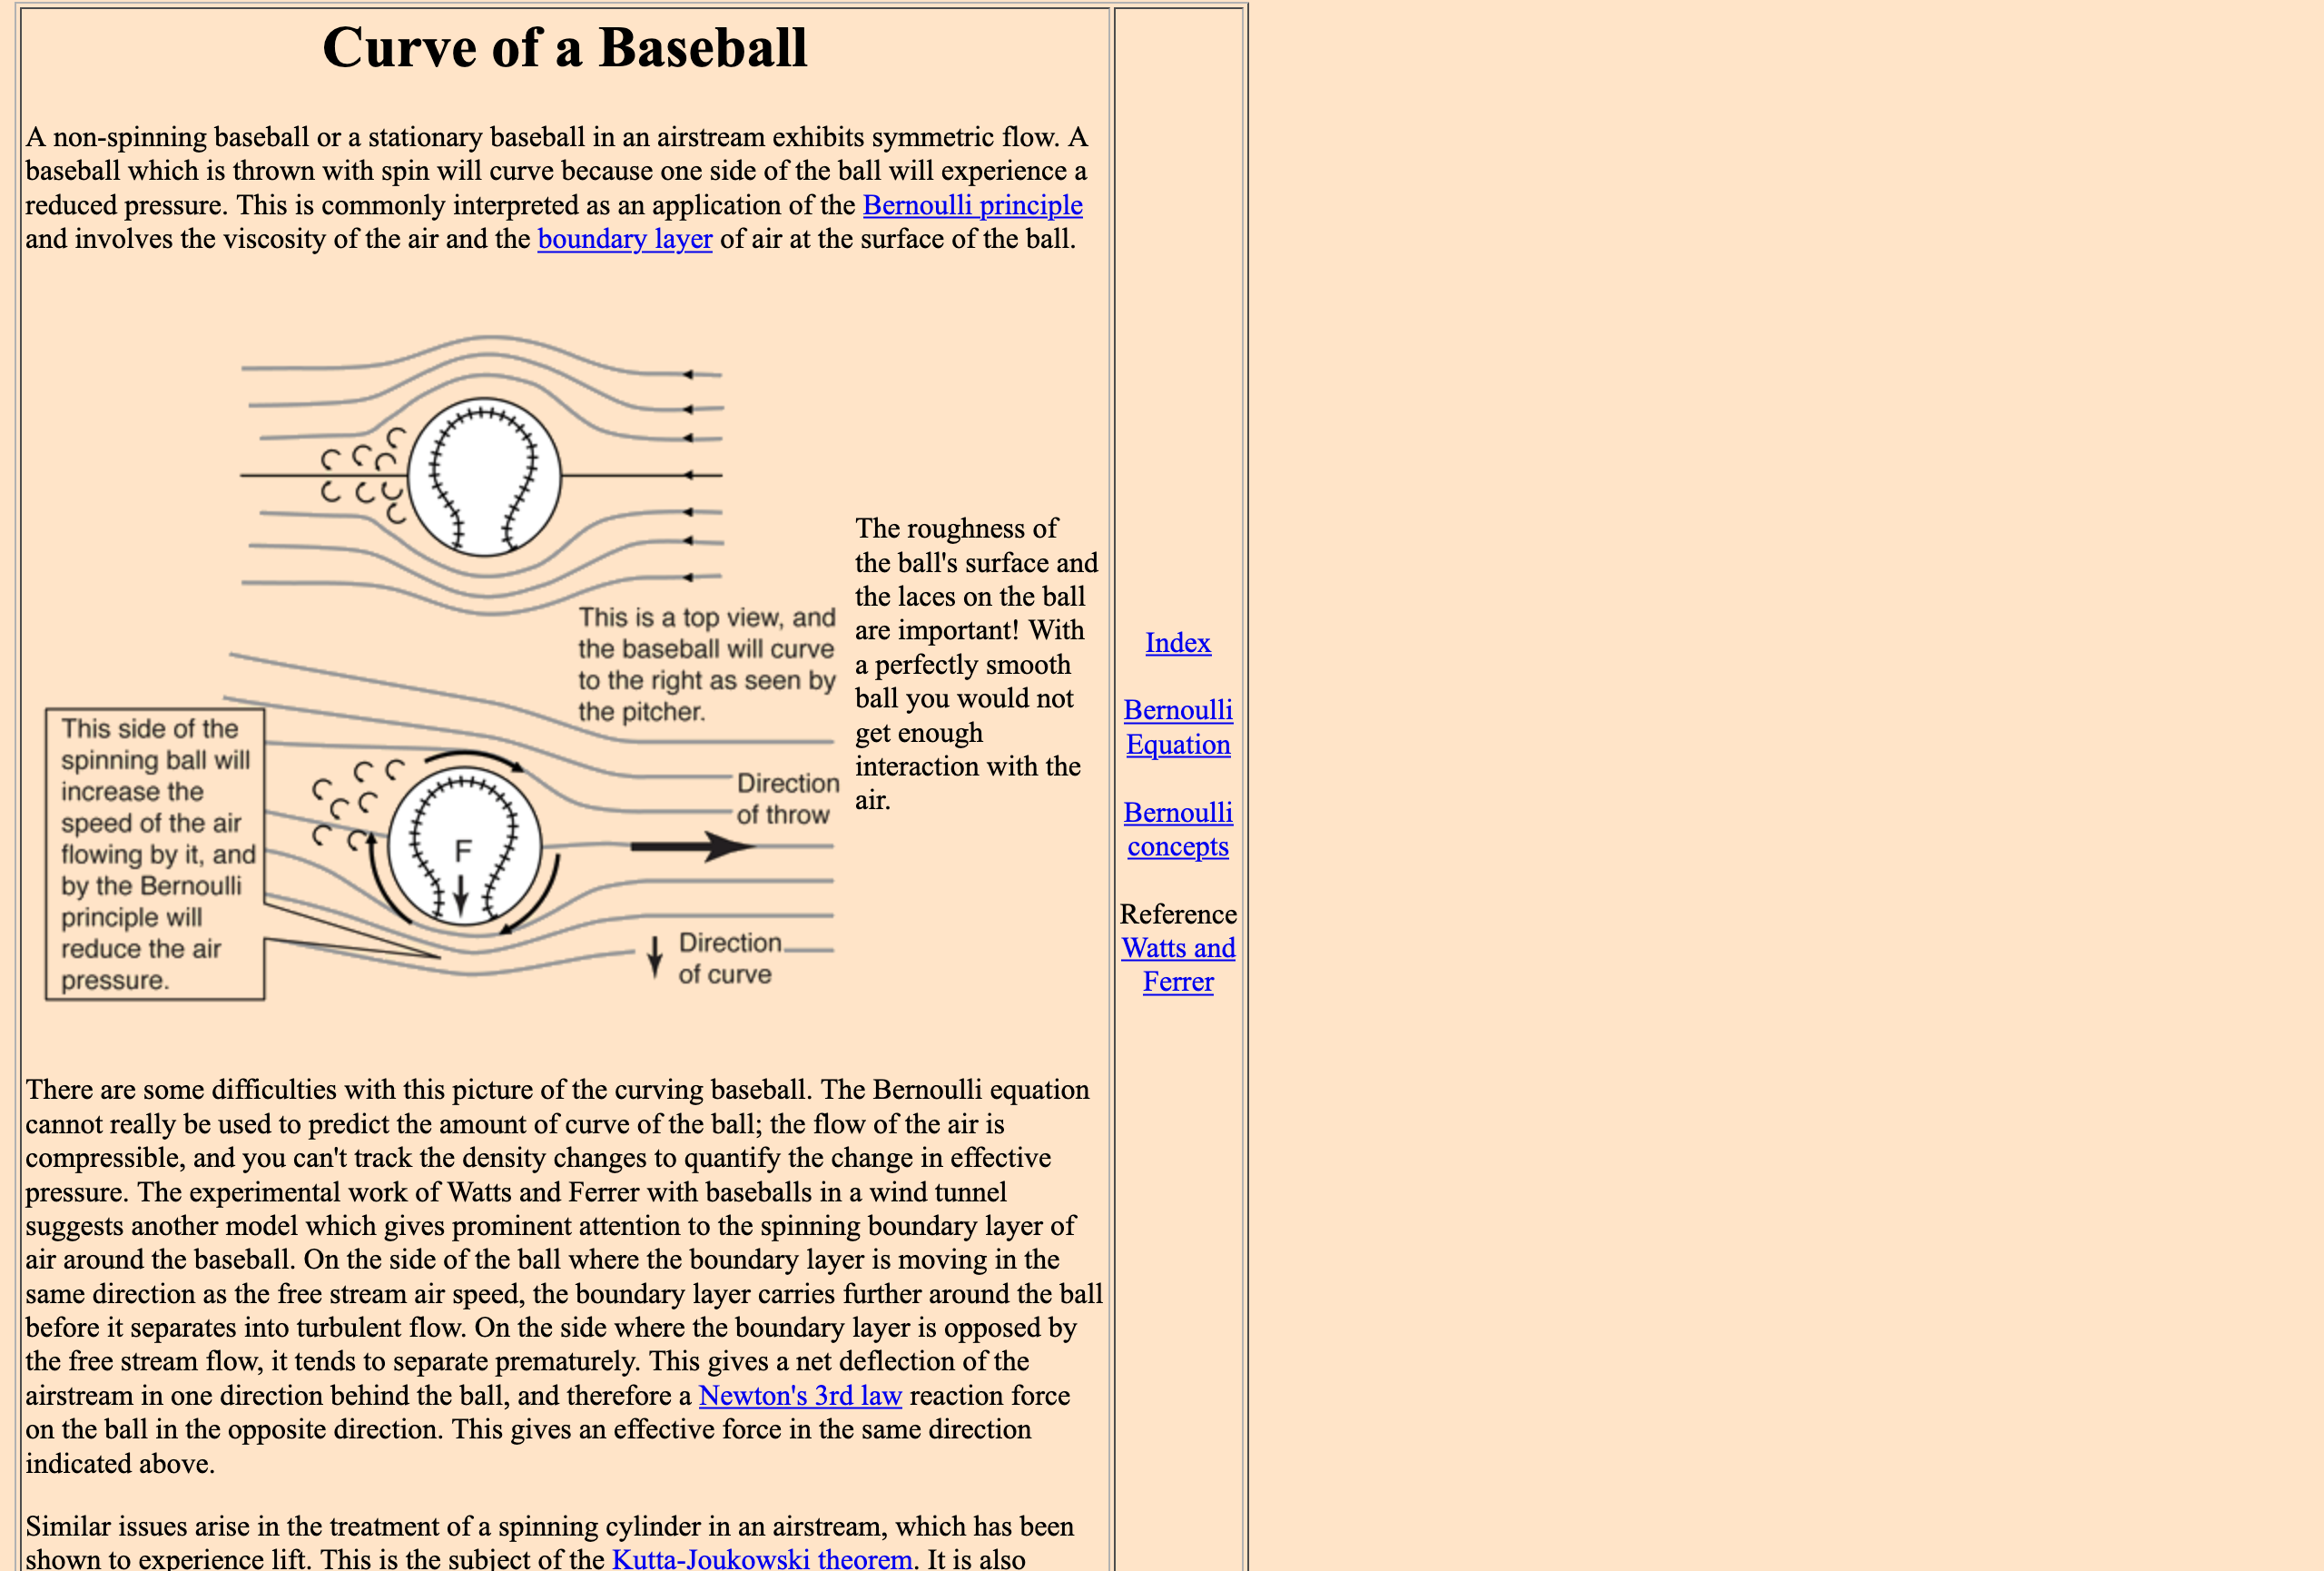 Curve of a Baseball
A non-spinning baseball or a stationary baseball in an airstream exhibits symmetric flow. A
baseball which is thrown with spin will curve because one side of the ball will experience a
reduced pressure. This is commonly interpreted as an application of the Bernoulli principle
and involves the viscosity of the air and the boundary layer of air at the surface of the ball.
This is a top view, and
the baseball will curve
to the right as seen by
the pitcher.
This side of the
spinning ball will
increase the
speed of the air
flowing by it, and
by the Bernoulli
principle will
reduce the air
pressure.
F
Direction
of throw
Direction
of curve
The roughness of
the ball's surface and
the laces on the ball
are important! With
a perfectly smooth
ball you would not
get enough
interaction with the
air.
There are some difficulties with this picture of the curving baseball. The Bernoulli equation
cannot really be used to predict the amount of curve of the ball; the flow of the air is
compressible, and you can't track the density changes to quantify the change in effective
pressure. The experimental work of Watts and Ferrer with baseballs in a wind tunnel
suggests another model which gives prominent attention to the spinning boundary layer of
air around the baseball. On the side of the ball where the boundary layer is moving in the
same direction as the free stream air speed, the boundary layer carries further around the ball
before it separates into turbulent flow. On the side where the boundary layer is opposed by
the free stream flow, it tends to separate prematurely. This gives a net deflection of the
airstream in one direction behind the ball, and therefore a Newton's 3rd law reaction force
on the ball in the opposite direction. This gives an effective force in the same direction
indicated above.
Similar issues arise in the treatment of a spinning cylinder in an airstream, which has been
shown to experience lift. This is the subject of the Kutta-Joukowski theorem. It is also
Index
Bernoulli
Equation
Bernoulli
concepts
Reference
Watts and
Ferrer